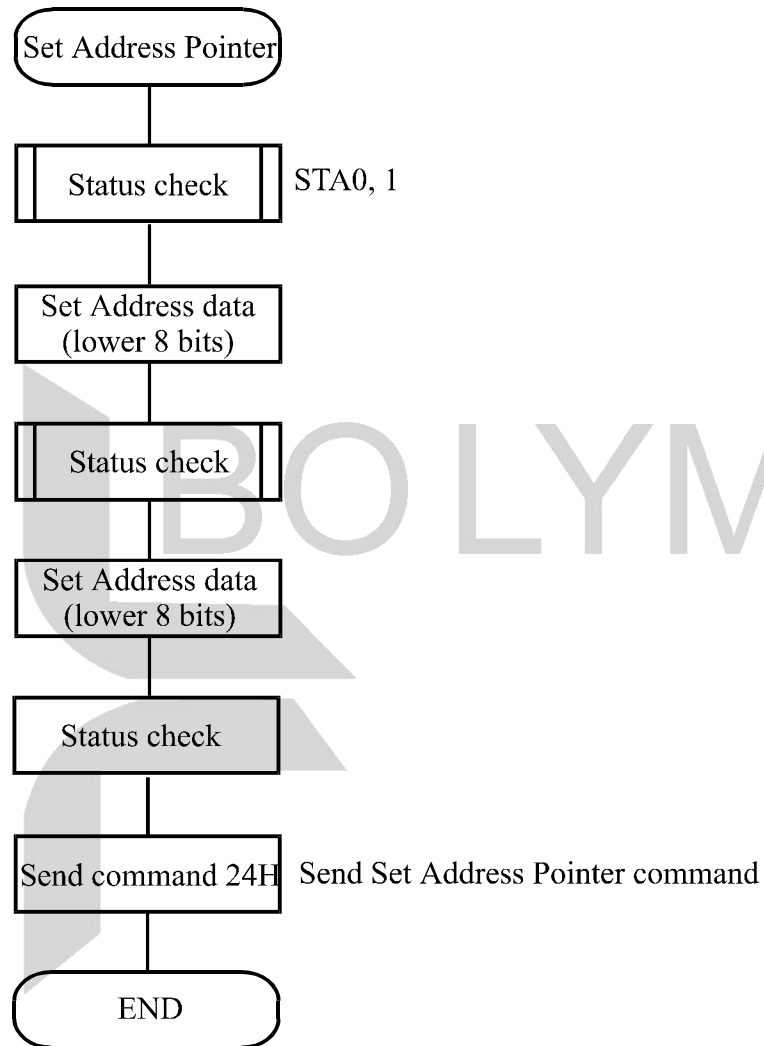 Set Address Pointer
Status check
STA0, 1
Set Address data
(lower 8 bits)
Status check
BOLYM
Set Address data
(lower 8 bits)
Status check
Send command 24H
Send Set Address Pointer command
END